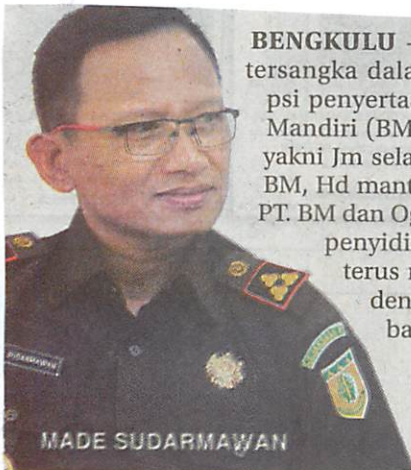 BENGKULU –
tersangka dala
psi penyerta
Mandiri (BM
yakni Jm sela
BM, Hd mant
PT. BM dan O
penyidi
terus
den
ba
SUDARMAWAN
MADE SUDARMAWAN